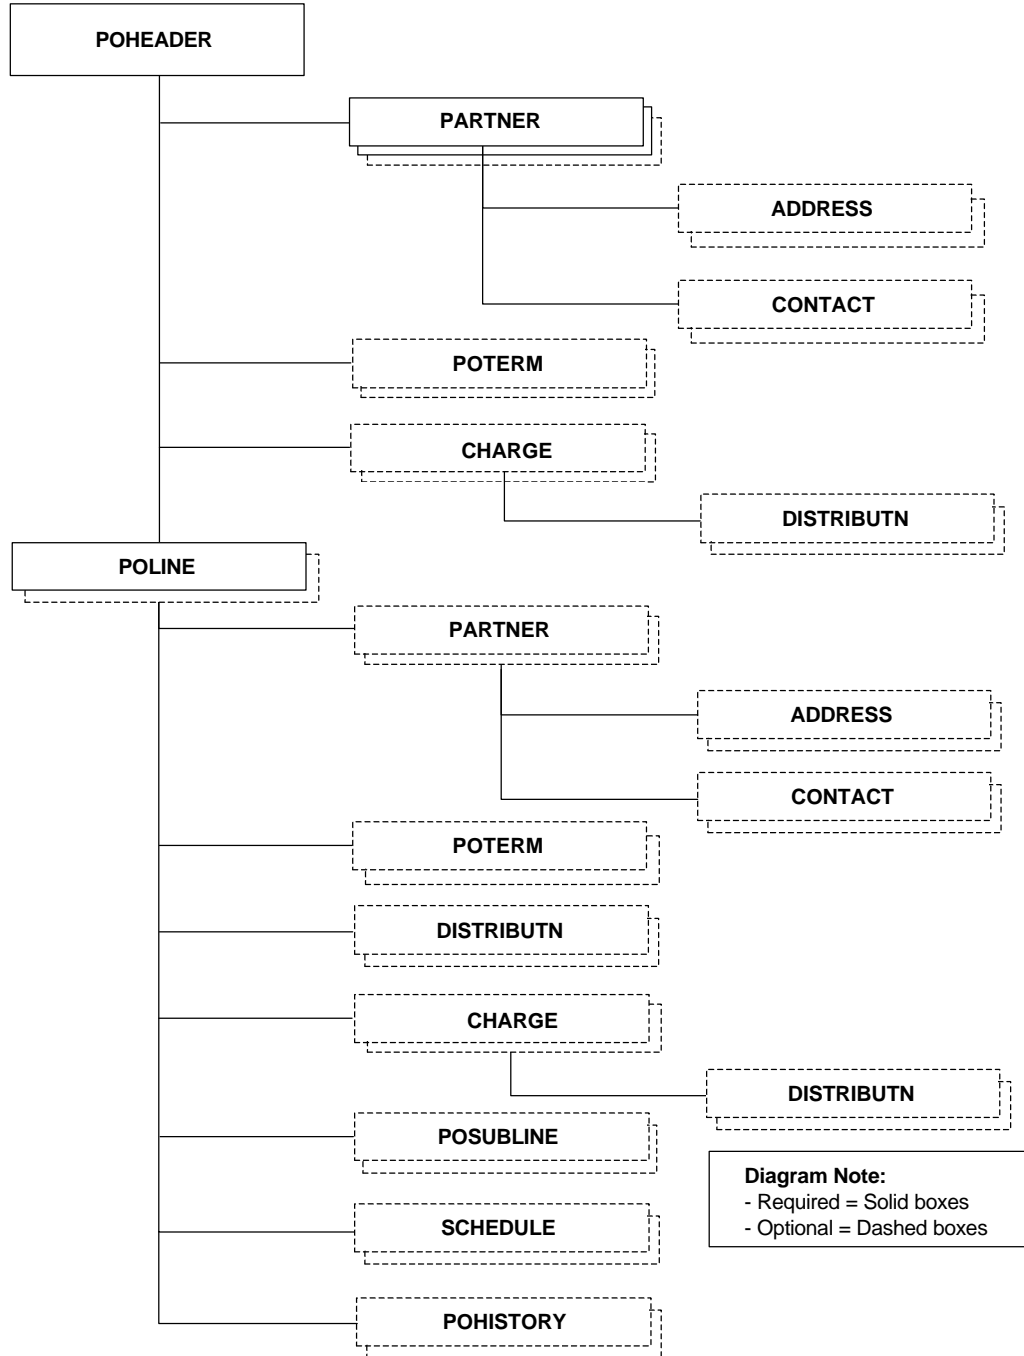 POHEADER
PARTNER
ADDRESS
CONTACT
POTERM
CHARGE
DISTRIBUTN
POLINE
PARTNER
ADDRESS
CONTACT
POTERM
DISTRIBUTN
CHARGE
DISTRIBUTN
POSUBLINE
Diagram Note:
- Required = Solid boxes
- Optional = Dashed boxes
SCHEDULE
POHISTORY